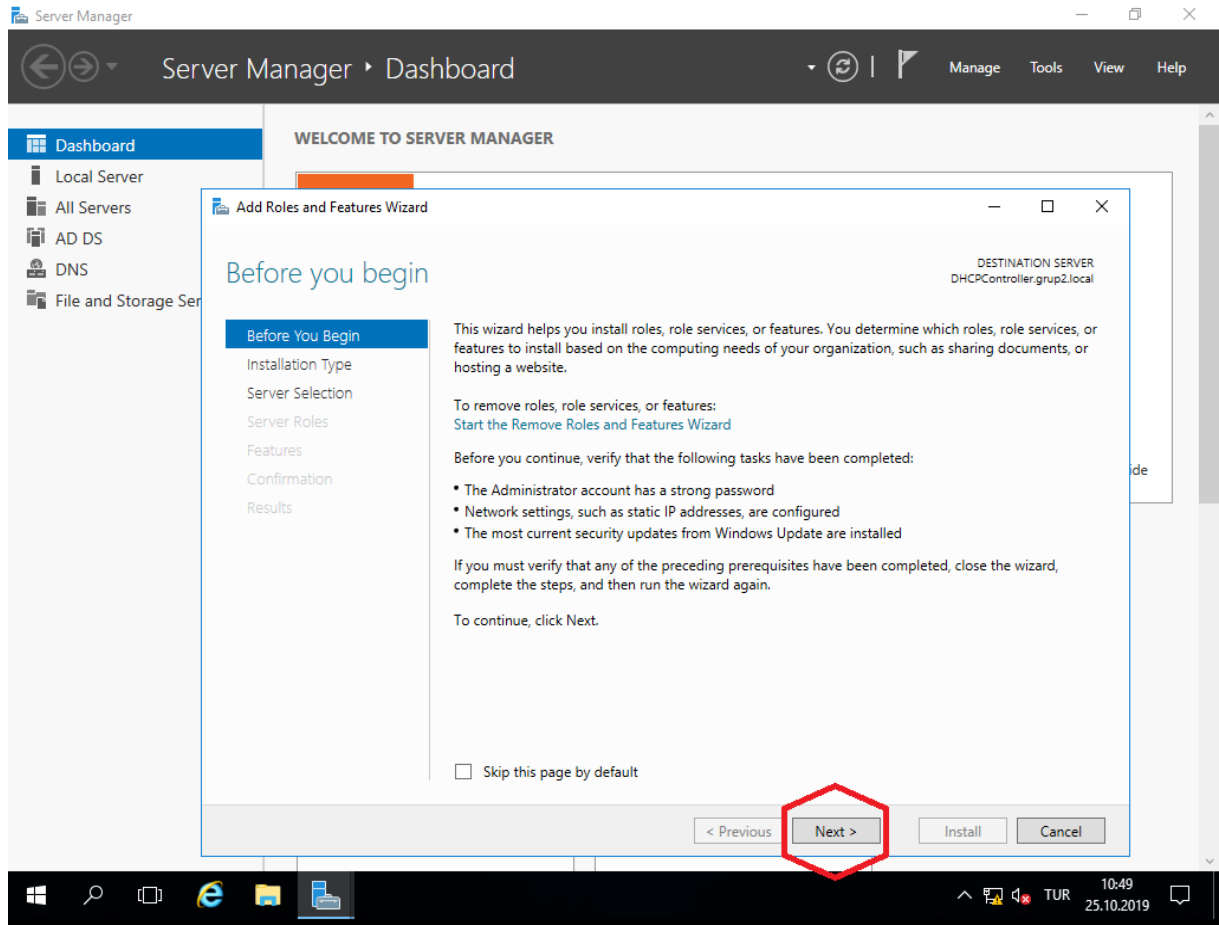 Server Manager
Server Manager ‣ Dashboard
Manage Tools View Help
Dashboard
Local Server
All Servers
AD DS
DNS
File and Storage Ser
WELCOME TO SERVER MANAGER
ide
Add Roles and Features Wizard
Before you begin
DESTINATION SERVER
DHCPController.grup2.local
Before You Begin
Installation Type
Server Selection
Server Roles
Features
Confirmation
Results
This wizard helps you install roles, role services, or features. You determine which roles, role services, or
features to install based on the computing needs of your organization, such as sharing documents, or
hosting a website.
To remove roles, role services, or features:
Start the Remove Roles and Features Wizard
Before you continue, verify that the following tasks have been completed:
• The Administrator account has a strong password
• Network settings, such as static IP addresses, are configured
• The most current security updates from Windows Update are installed
If you must verify that any of the preceding prerequisites have been completed, close the wizard,
complete the steps, and then run the wizard again.
To continue, click Next.
Skip this page by default
< Previous Next > Install Cancel
TUR
10:49
25.10.2019